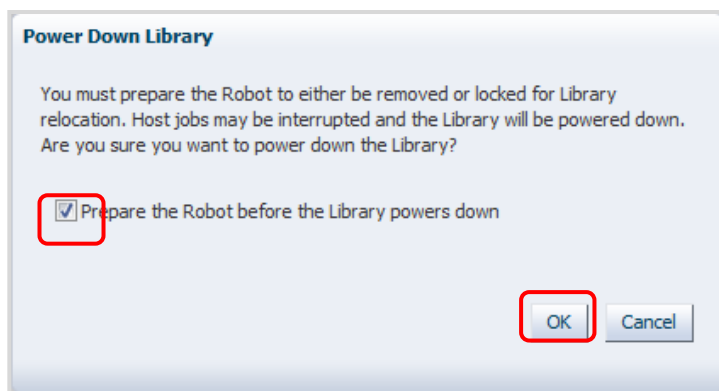 Power Down Library
You must prepare the Robot to either be removed or locked for Library
relocation. Host jobs may be interrupted and the Library will be powered down.
Are you sure you want to power down the Library?
Prepare the Robot before the Library powers down
OK Cancel